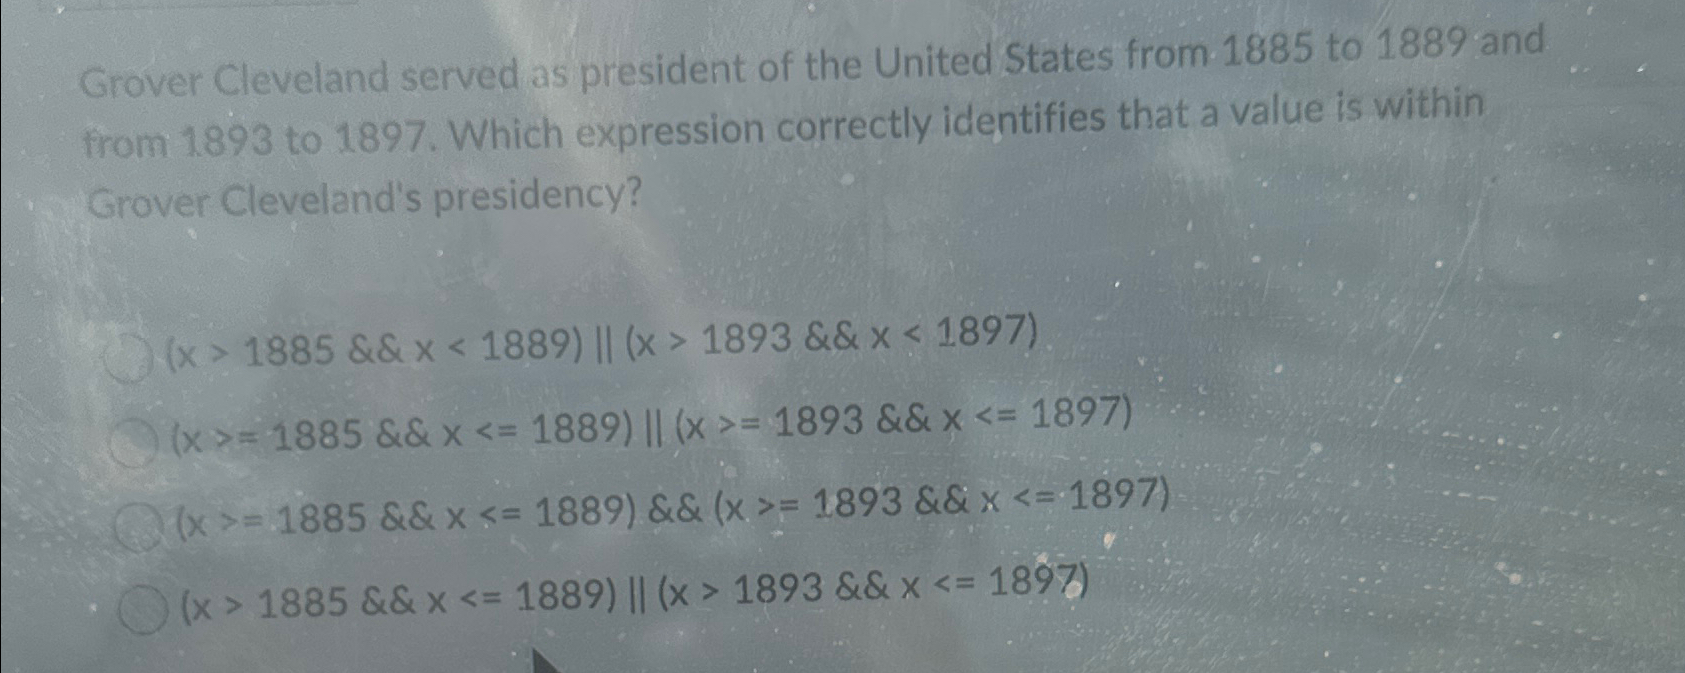 Grover Cleveland served as president of the United States from 1885 to 1889 and
from 1893 to 1897. Which expression correctly identifies that a value is within
Grover Cleveland's presidency?
(x > 1885 && x < 1889) || (x > 1893 && x < 1897)
(x >= 1885 && x <= 1889) || (x >= 1893 && x <= 1897)
(x >= 1885 && x <= 1889) && (x >= 1893 && x <= 1897)
(x > 1885 && x <= 1889) || (x > 1893 && x <= 1897)